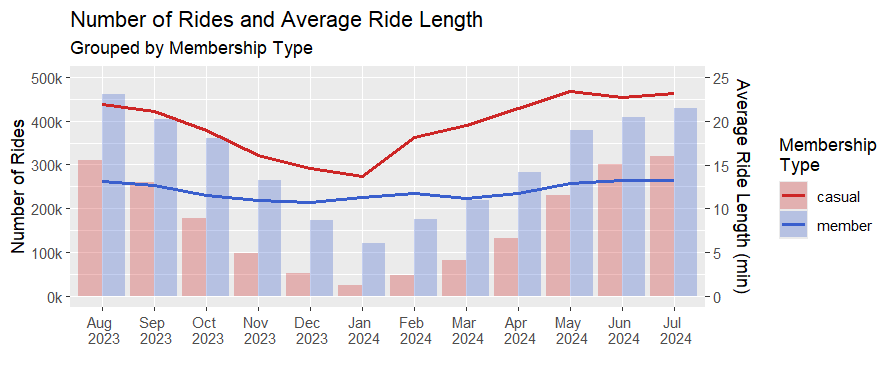 Number of Rides and Average Ride Length
Grouped by Membership Type
Number of Rides
500k
400k
300k
200k
100k
0k
25
20
15
10
5
0
Average Ride Length (min)
Aug 2023
Sep 2023
Oct 2023
Nov 2023
Dec 2023
Jan 2024
Feb 2024
Mar 2024
Apr 2024
May 2024
Jun 2024
Jul 2024
Membership
Type
casual
member